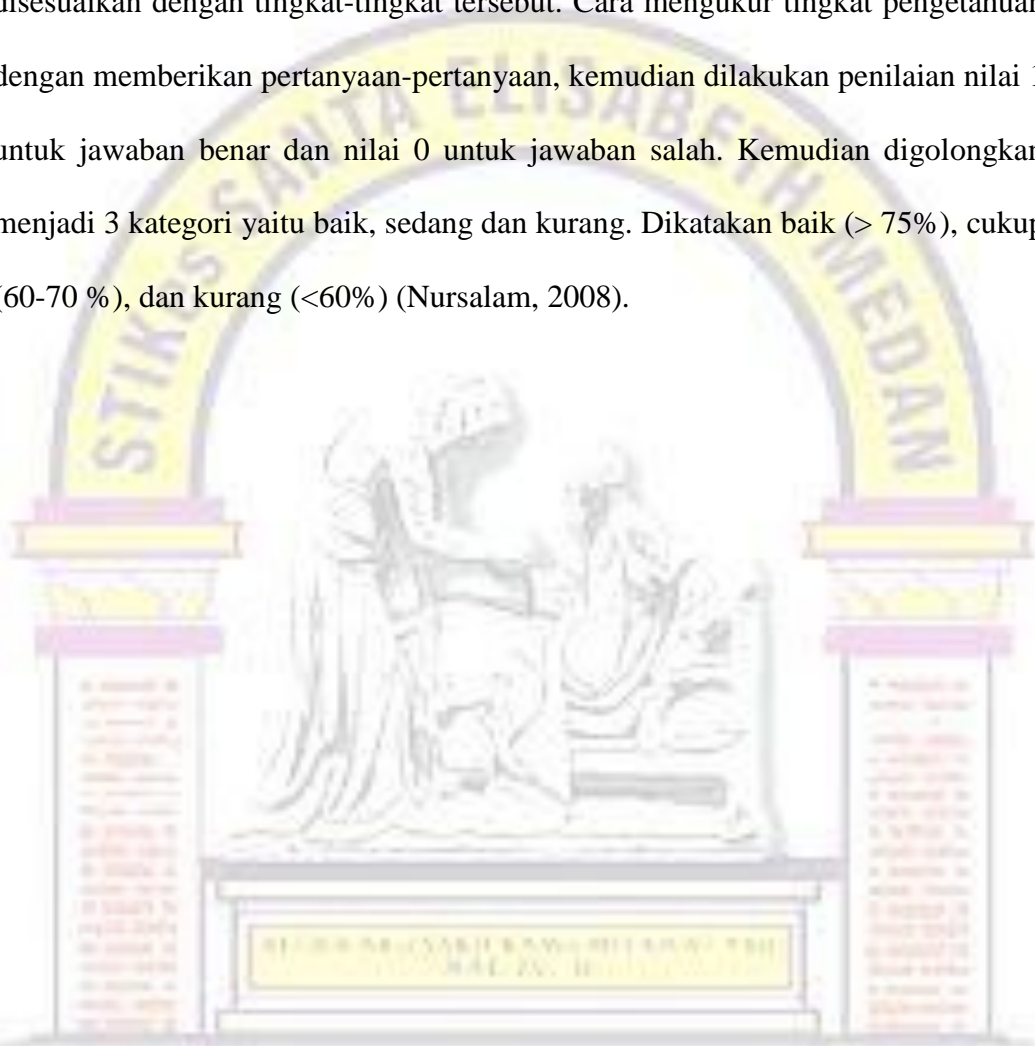 disesuaikan dengan tingkat-tingkat tersebut. Cara mengukur tingkat pengetahuan
dengan memberikan pertanyaan-pertanyaan, kemudian dilakukan penilaian nilai 1
untuk jawaban benar dan nilai 0 untuk jawaban salah. Kemudian digolongkan
menjadi 3 kategori yaitu baik, sedang dan kurang. Dikatakan baik (> 75%), cukup
(60-70 %), dan kurang (<60%) (Nursalam, 2008).
STIKes SANTA ELISABETH MEDAN